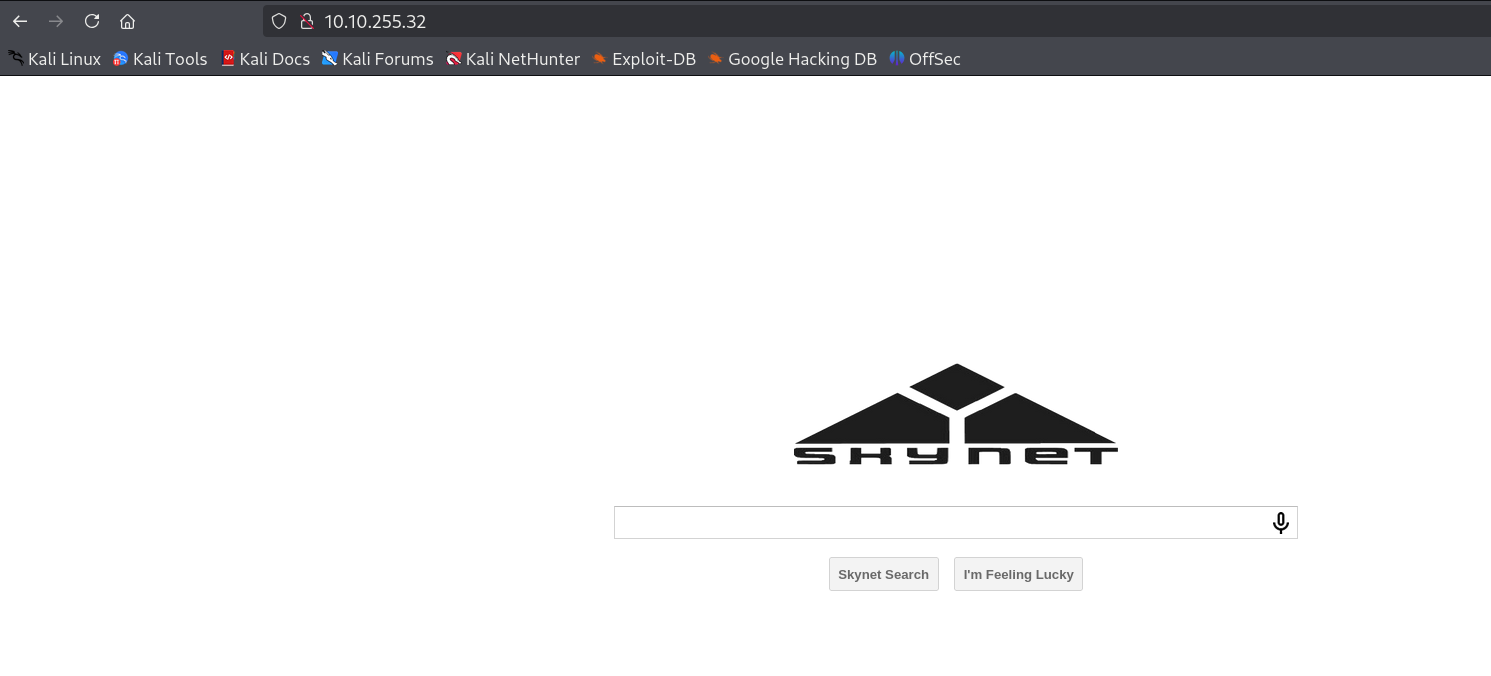 10.10.255.32
Kali Linux Kali Tools Kali Docs Kali Forums Kali NetHunter Exploit-DB Google Hacking DB OffSec
SKYNET
Skynet Search I'm Feeling Lucky